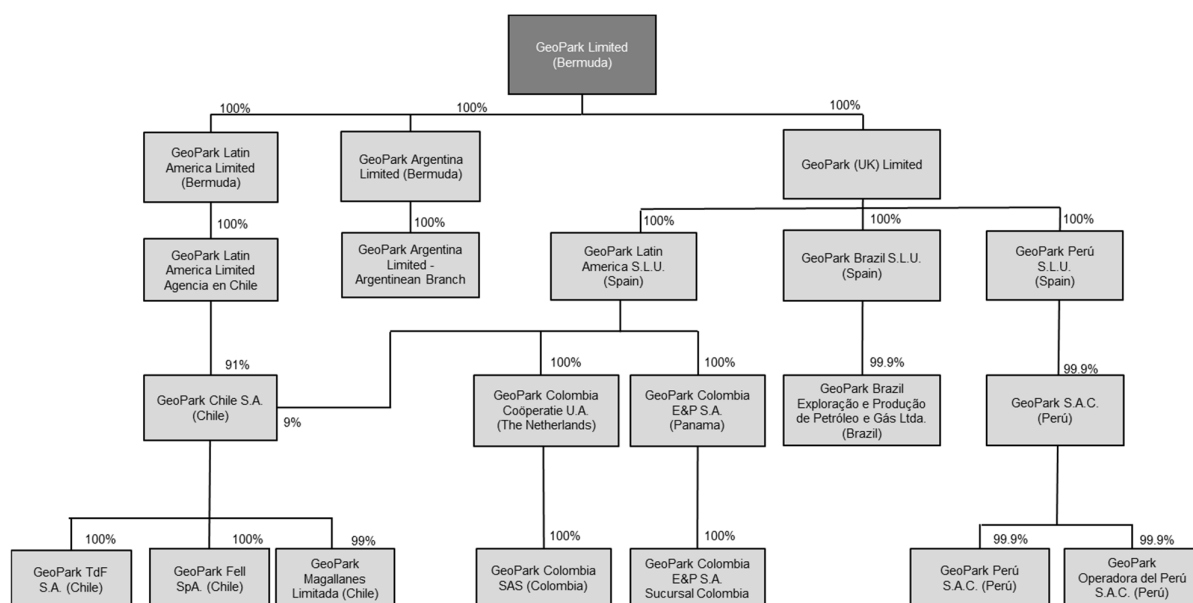 GeoPark Limited
(Bermuda)
100%
100%
100%
GeoPark Latin
America Limited
(Bermuda)
GeoPark Argentina
Limited (Bermuda)
GeoPark (UK) Limited
100%
100%
100%
100%
100%
GeoPark Latin
America Limited
Agencia en Chile
GeoPark Argentina
Limited -
Argentinean Branch
GeoPark Latin
America S.L.U.
(Spain)
GeoPark Brazil S.L.U.
(Spain)
GeoPark Perú
S.L.U.
(Spain)
91%
100%
100%
99.9%
99.9%
GeoPark Chile S.A.
(Chile)
9%
GeoPark Colombia
Coöperatie U.A.
(The Netherlands)
GeoPark Colombia
E&P S.A.
(Panama)
GeoPark Brazil
Exploração e Produção
de Petróleo e Gás Ltda.
(Brazil)
GeoPark S.A.C.
(Perú)
100%
100%
99%
100%
100%
99.9%
99.9%
GeoPark TdF
S.A. (Chile)
GeoPark Fell
SpA. (Chile)
GeoPark
Magallanes
Limitada (Chile)
GeoPark Colombia
SAS (Colombia)
GeoPark Colombia
E&P S.A.
Sucursal Colombia
GeoPark Perú
S.A.C. (Perú)
GeoPark
Operadora del Perú
S.A.C. (Perú)